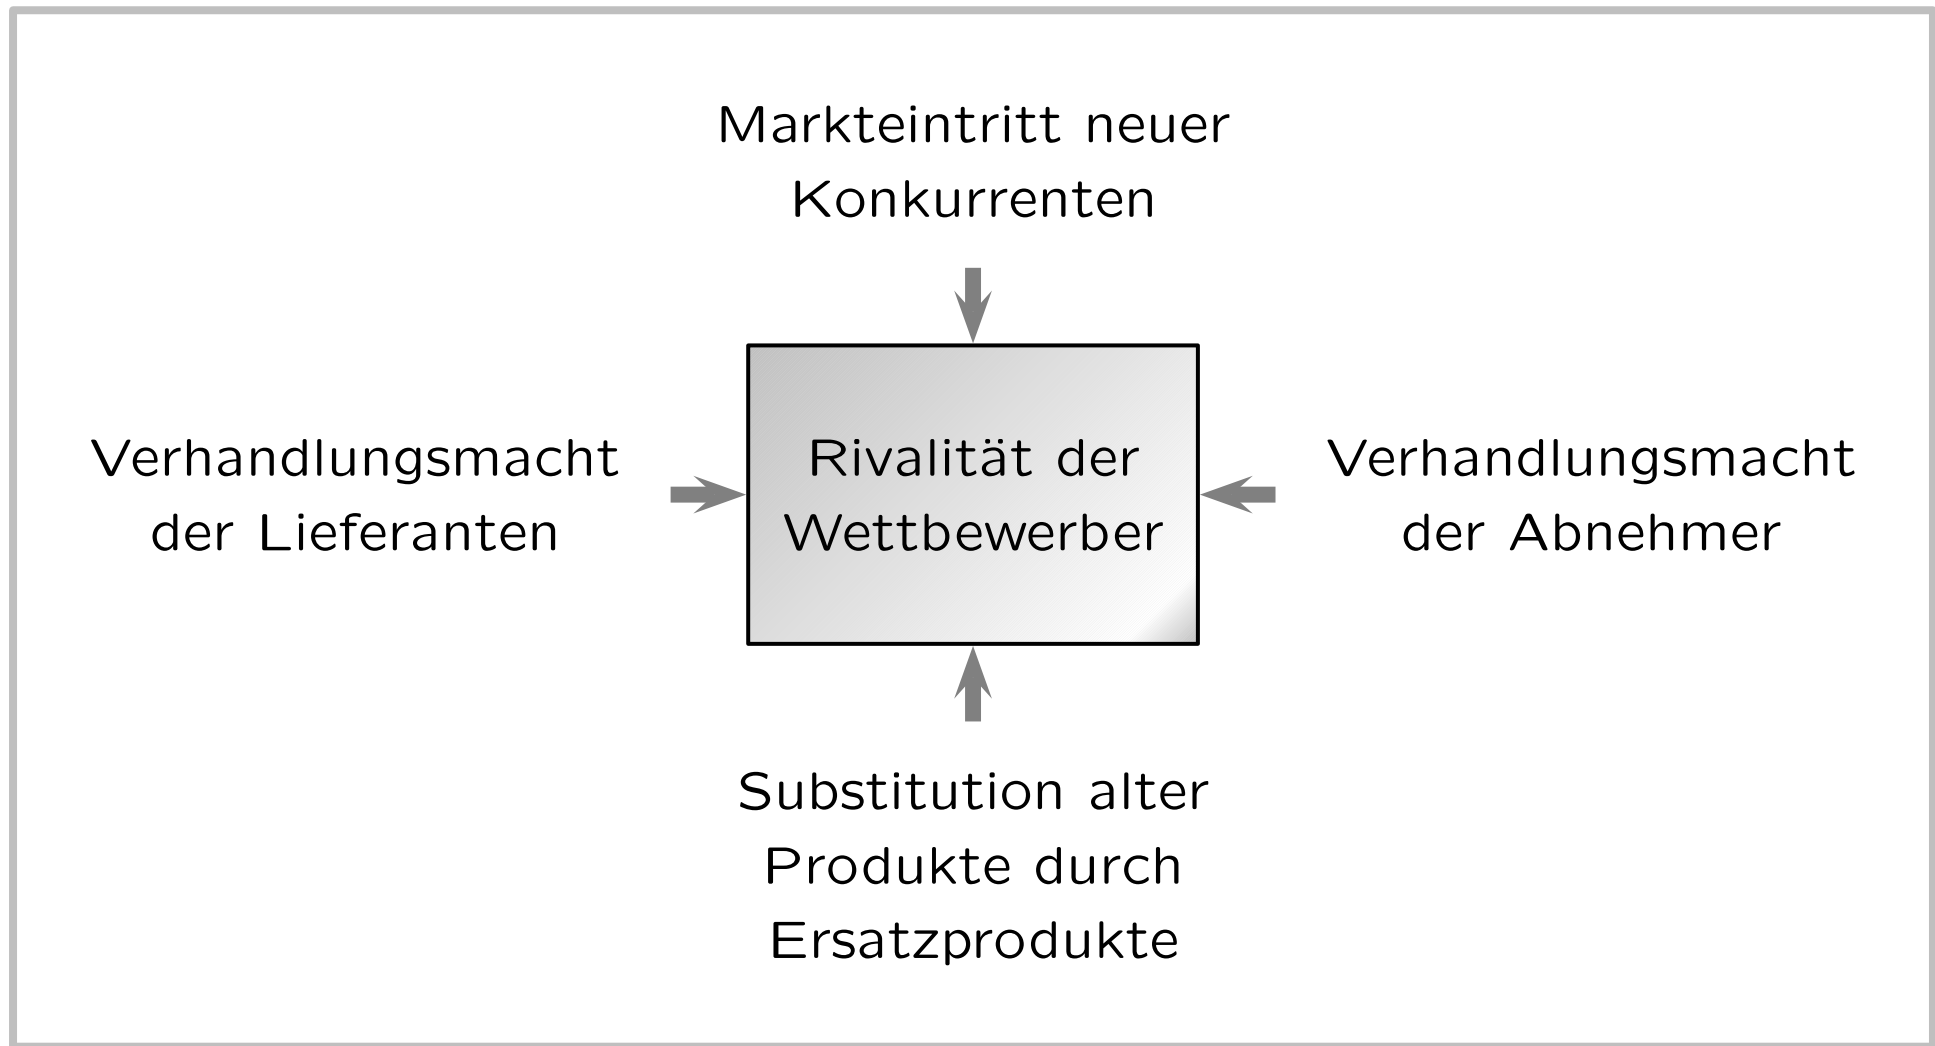 Markteintritt neuer
Konkurrenten
Verhandlungsmacht
der Lieferanten
Rivalität der
Wettbewerber
Verhandlungsmacht
der Abnehmer
Substitution alter
Produkte durch
Ersatzprodukte